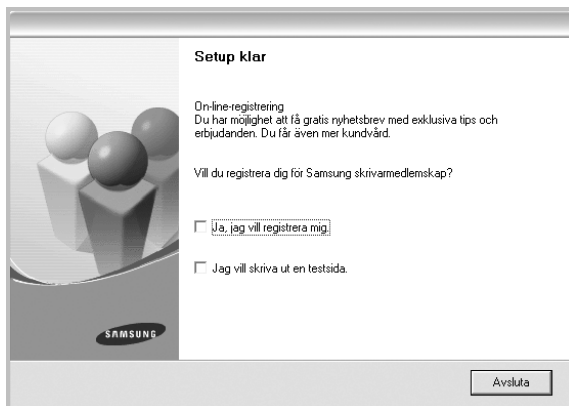 Setup klar
On-line-registrering
Du har möjlighet att få gratis nyhetsbrev med exklusiva tips och
erbjudanden. Du får även mer kundvård.
Vill du registrera dig för Samsung skrivarmedlemskap?
Ja, jag vill registrera mig.
Jag vill skriva ut en testsida.
SAMSUNG
Avsluta